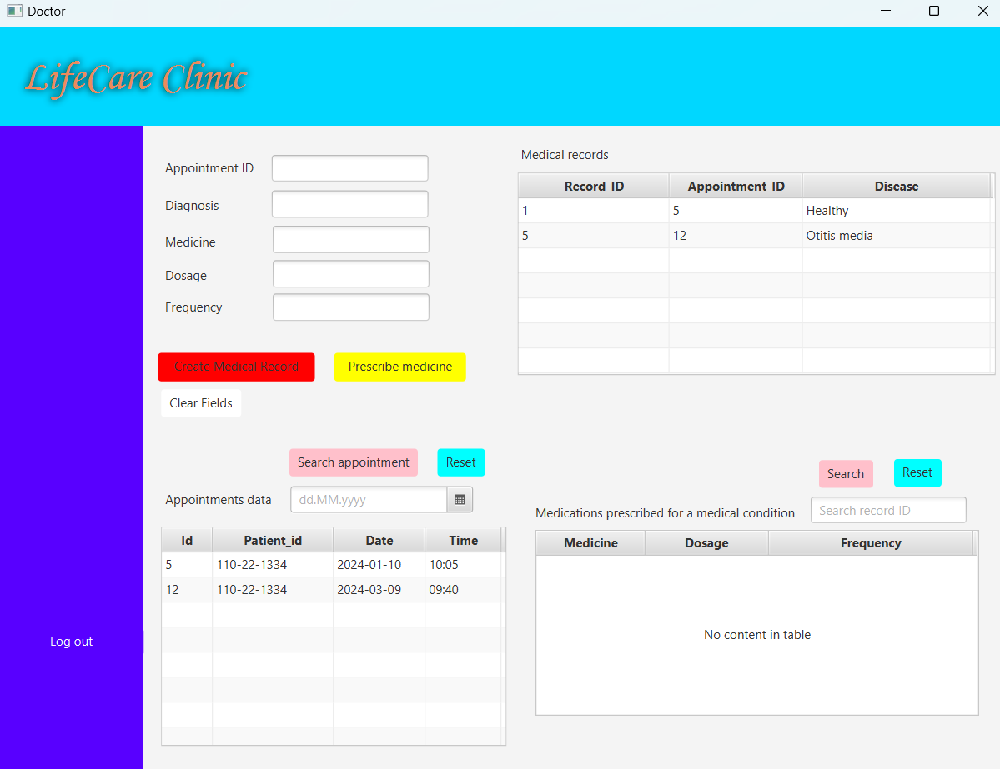 Doctor
LifeCare Clinic
Appointment ID
Diagnosis
Medicine
Dosage
Frequency
Create Medical Record Prescribe medicine
Clear Fields
Medical records
Record_ID Appointment_ID Disease
1 5 Healthy
5 12 Otitis media
Search appointment Reset
Appointments data dd.MM.yyyy
Id Patient_id Date Time
5 110-22-1334 2024-01-10 10:05
12 110-22-1334 2024-03-09 09:40
Search Reset
Medications prescribed for a medical condition Search record ID
Medicine Dosage Frequency
No content in table
Log out